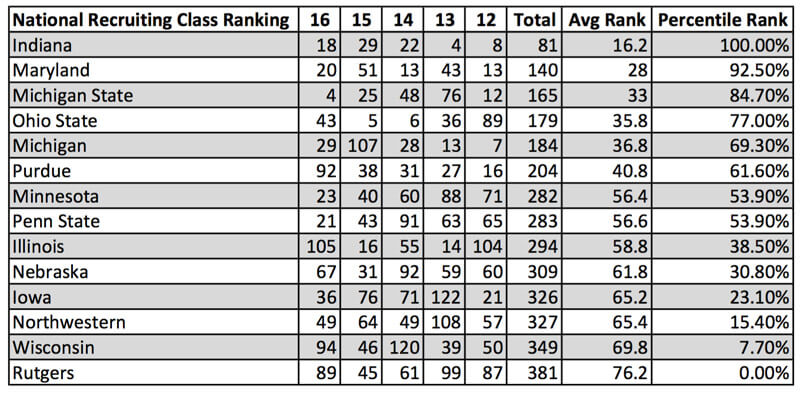 National Recruiting Class Ranking 16 15 14 13 12 Total Avg Rank Percentile Rank
Indiana 18 29 22 4 8 81 16.2 100.00%
Maryland 20 51 13 43 13 140 28 92.50%
Michigan State 4 25 48 76 12 165 33 84.70%
Ohio State 43 5 6 36 89 179 35.8 77.00%
Michigan 29 107 28 13 7 184 36.8 69.30%
Purdue 92 38 31 27 16 204 40.8 61.60%
Minnesota 23 40 60 88 71 282 56.4 53.90%
Penn State 21 43 91 63 65 283 56.6 53.90%
Illinois 105 16 55 14 104 294 58.8 38.50%
Nebraska 67 31 92 59 60 309 61.8 30.80%
Iowa 36 76 71 122 21 326 65.2 23.10%
Northwestern 49 64 49 108 57 327 65.4 15.40%
Wisconsin 94 46 120 39 50 349 69.8 7.70%
Rutgers 89 45 61 99 87 381 76.2 0.00%